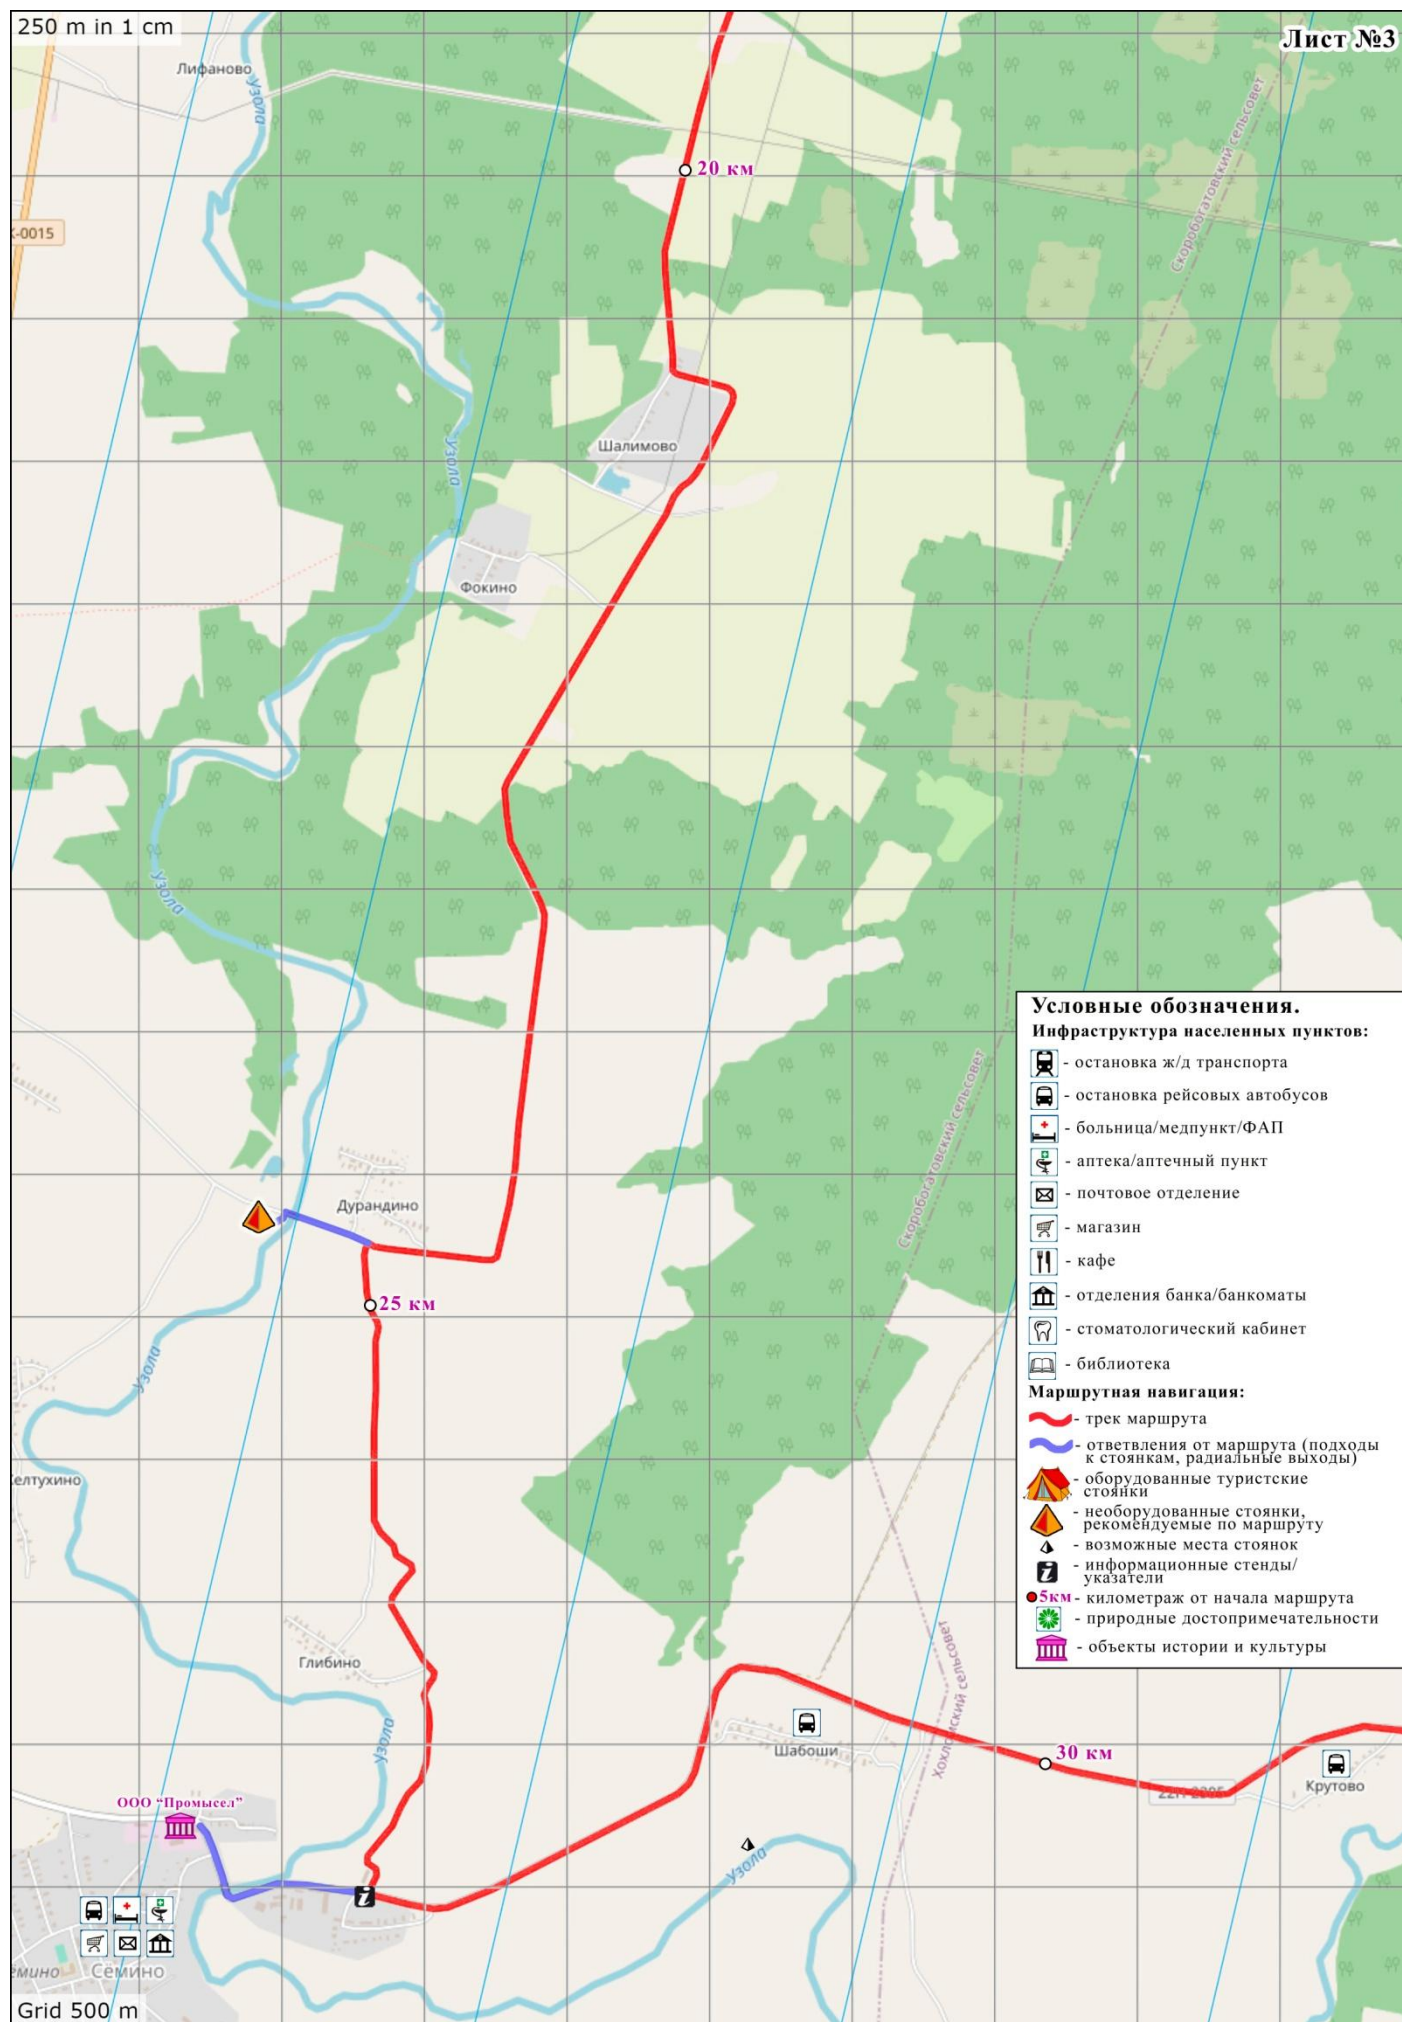 250 m in 1 cm
Лист №3
Лифаново
Узола
Скоробогатовский сельсовет
20 км
К-0015
Шалимово
Узола
Фокино
Узола
Условные обозначения.
Инфраструктура населенных пунктов:
- остановка ж/д транспорта
- остановка рейсовых автобусов
- больница/медпункт/ФАП
- аптека/аптечный пункт
- почтовое отделение
- магазин
- кафе
- отделения банка/банкоматы
- стоматологический кабинет
- библиотека
Маршрутная навигация:
- трек маршрута
- ответвления от маршрута (подходы
к стоянкам, радиальные выходы)
- оборудованные туристские
стоянки
- необорудованные стоянки,
рекомендуемые по маршруту
- возможные места стоянок
- информационные стенды/
указатели
5км - километраж от начала маршрута
- природные достопримечательности
- объекты истории и культуры
Скоробогатовский сельсовет
Дурандино
25 км
Узола
елтухино
Глибино
Хохломский сельсовет
Узола
Шабоши
30 км
Крутово
ООО "Промысел"
Узола
ёмино
Сёмино
Grid 500 m